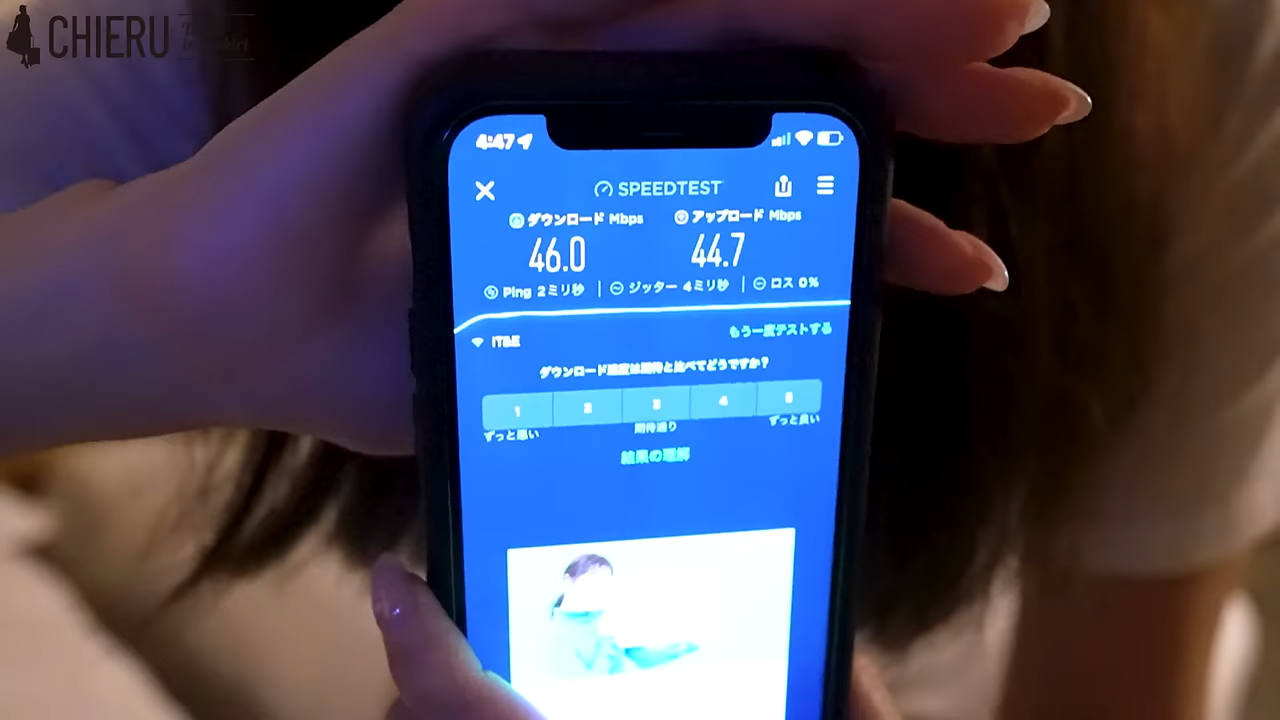 CHIERU
4:47
SPEEDTEST
ダウンロード Mbps
アップロード Mbps
46.0
44.7
Ping 2ミリ秒
ジッター 4ミリ秒
ロス 0%
IT&E
もう一度テストする
ダウンロード速度は期待と比べてどうですか?
1 2 3 4 5
ずっと悪い
期待通り
ずっと良い
結果の理解